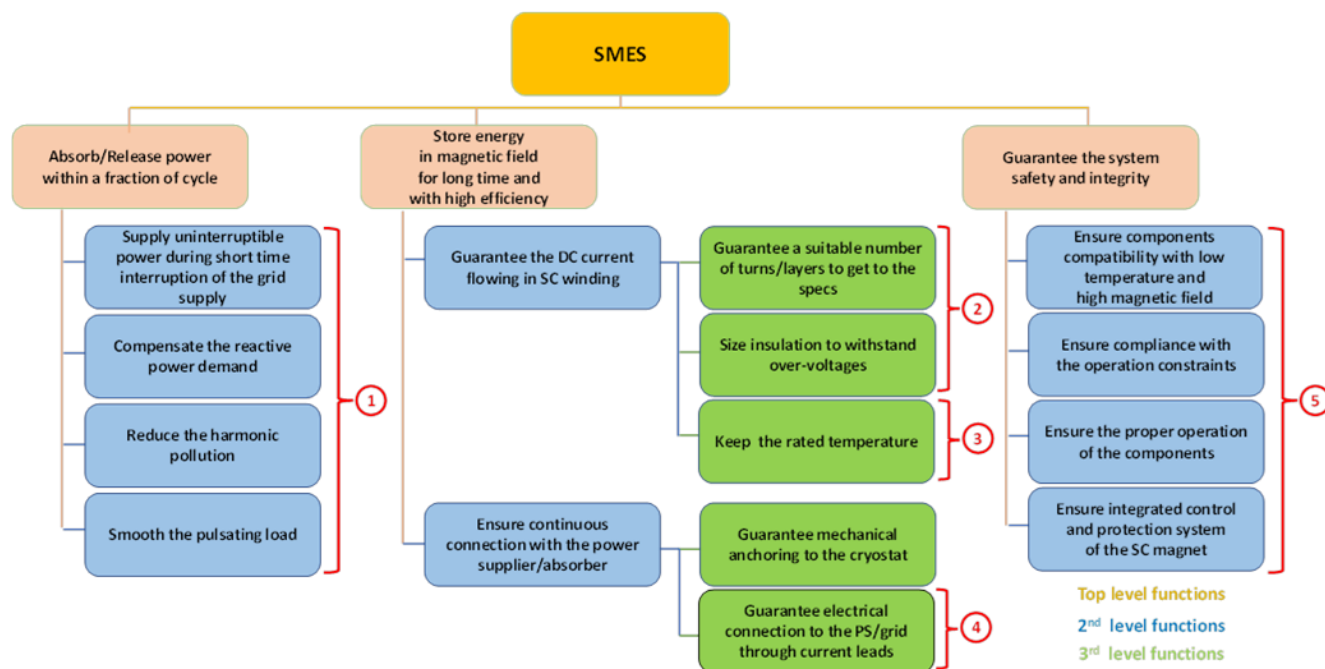 SMES
Absorb/Release power
within a fraction of cycle
Supply uninterruptible
power during short time
interruption of the grid
supply
Compensate the reactive
power demand
Reduce the harmonic
pollution
Smooth the pulsating load
1
Store energy
in magnetic field
for long time and
with high efficiency
Guarantee the DC current
flowing in SC winding
Guarantee a suitable number
of turns/layers to get to the
specs
Size insulation to withstand
over-voltages
2
Keep the rated temperature
3
Ensure continuous
connection with the power
supplier/absorber
Guarantee mechanical
anchoring to the cryostat
Guarantee electrical
connection to the PS/grid
through current leads
4
Guarantee the system
safety and integrity
Ensure components
compatibility with low
temperature and
high magnetic field
Ensure compliance with
the operation constraints
Ensure the proper operation
of the components
Ensure integrated control
and protection system
of the SC magnet
5
Top level functions
2nd level functions
3rd level functions